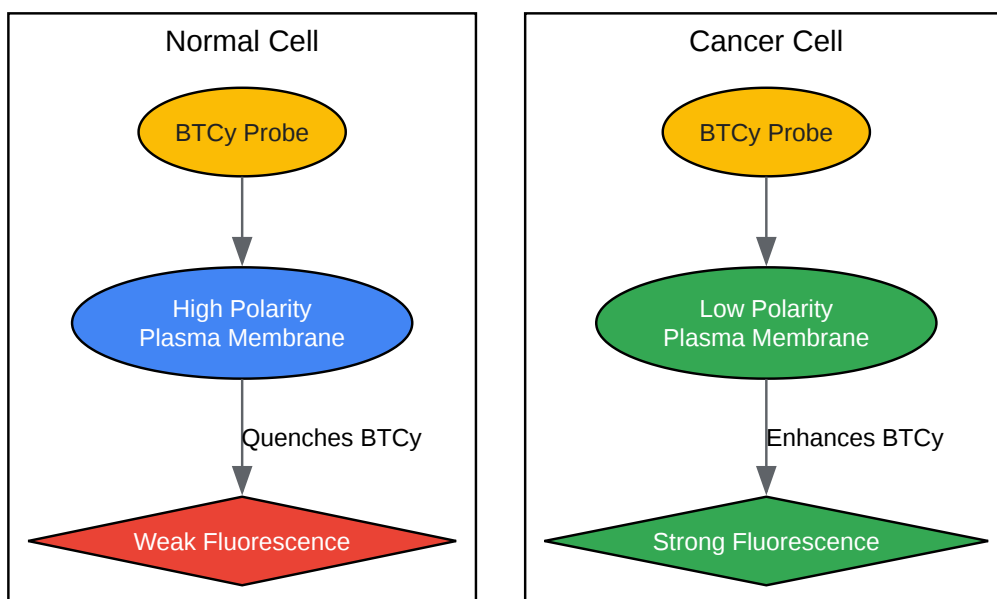 Normal Cell
BTCy Probe
High Polarity
Plasma Membrane
Quenches BTCy
Weak Fluorescence
Cancer Cell
BTCy Probe
Low Polarity
Plasma Membrane
Enhances BTCy
Strong Fluorescence